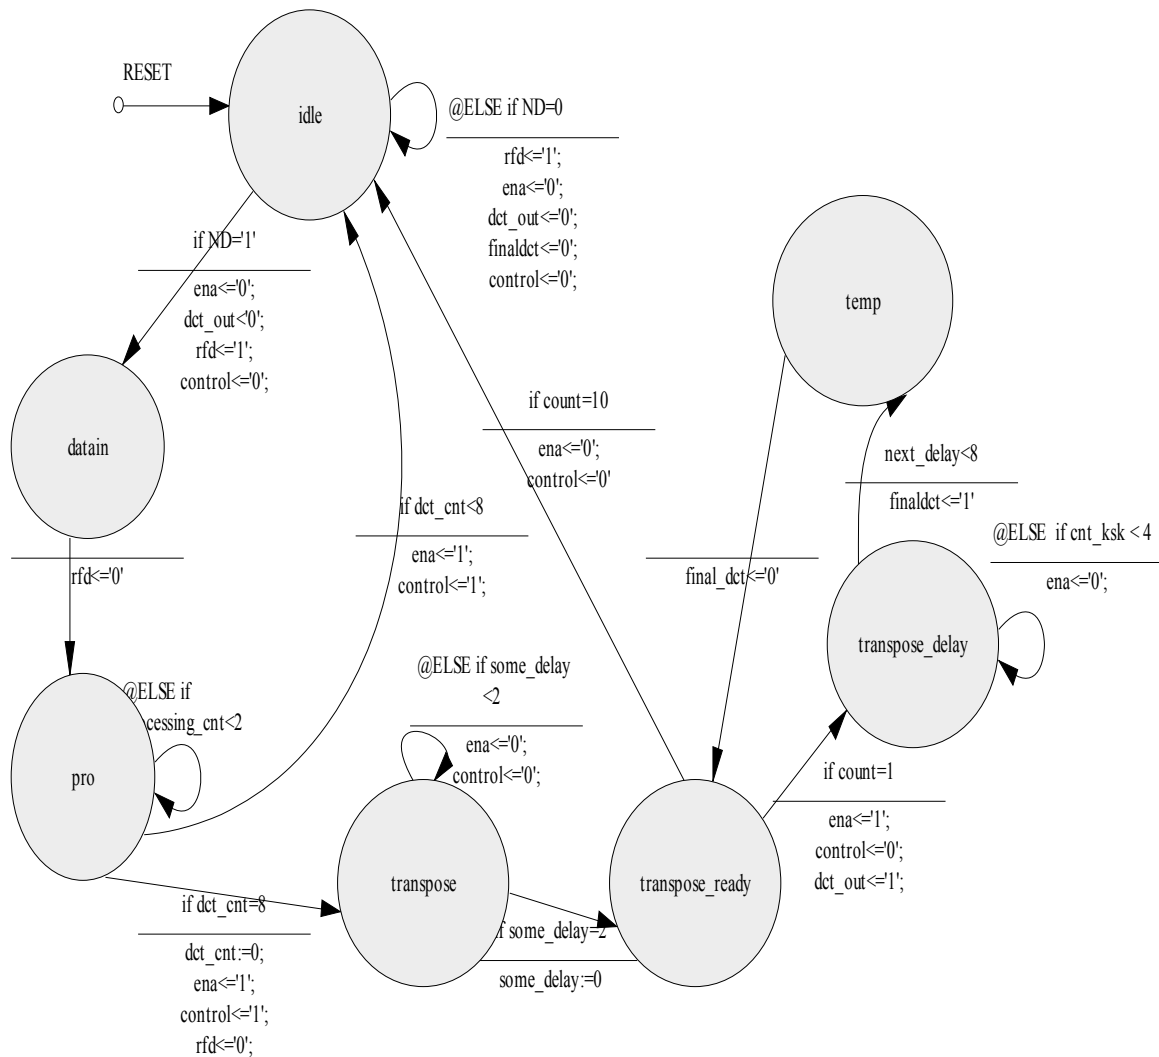 RESET
idle
@ELSE if ND=0
rfd<='1';
ena<='0';
dct_out<='0';
finaldct<='0';
control<='0';
if ND='1'
ena<='0';
dct_out<'0';
rfd<='1';
control<='0';
temp
datain
if count=10
ena<='0';
control<='0'
next_delay<8
finaldct<='1'
if dct_cnt<8
ena<='1';
control<='1';
@ELSE if cnt_ksk < 4
ena<='0';
rfd<='0'
final_dct<='0'
transpose_delay
@ELSE if some_delay
<2
ena<='0';
control<='0';
@ELSE if
cessing_cnt<2
pro
if count=1
ena<='1';
control<='0';
dct_out<='1';
transpose
transpose_ready
if dct_cnt=8
dct_cnt:=0;
ena<='1';
control<='1';
rfd<='0';
if some_delay=2
some_delay:=0